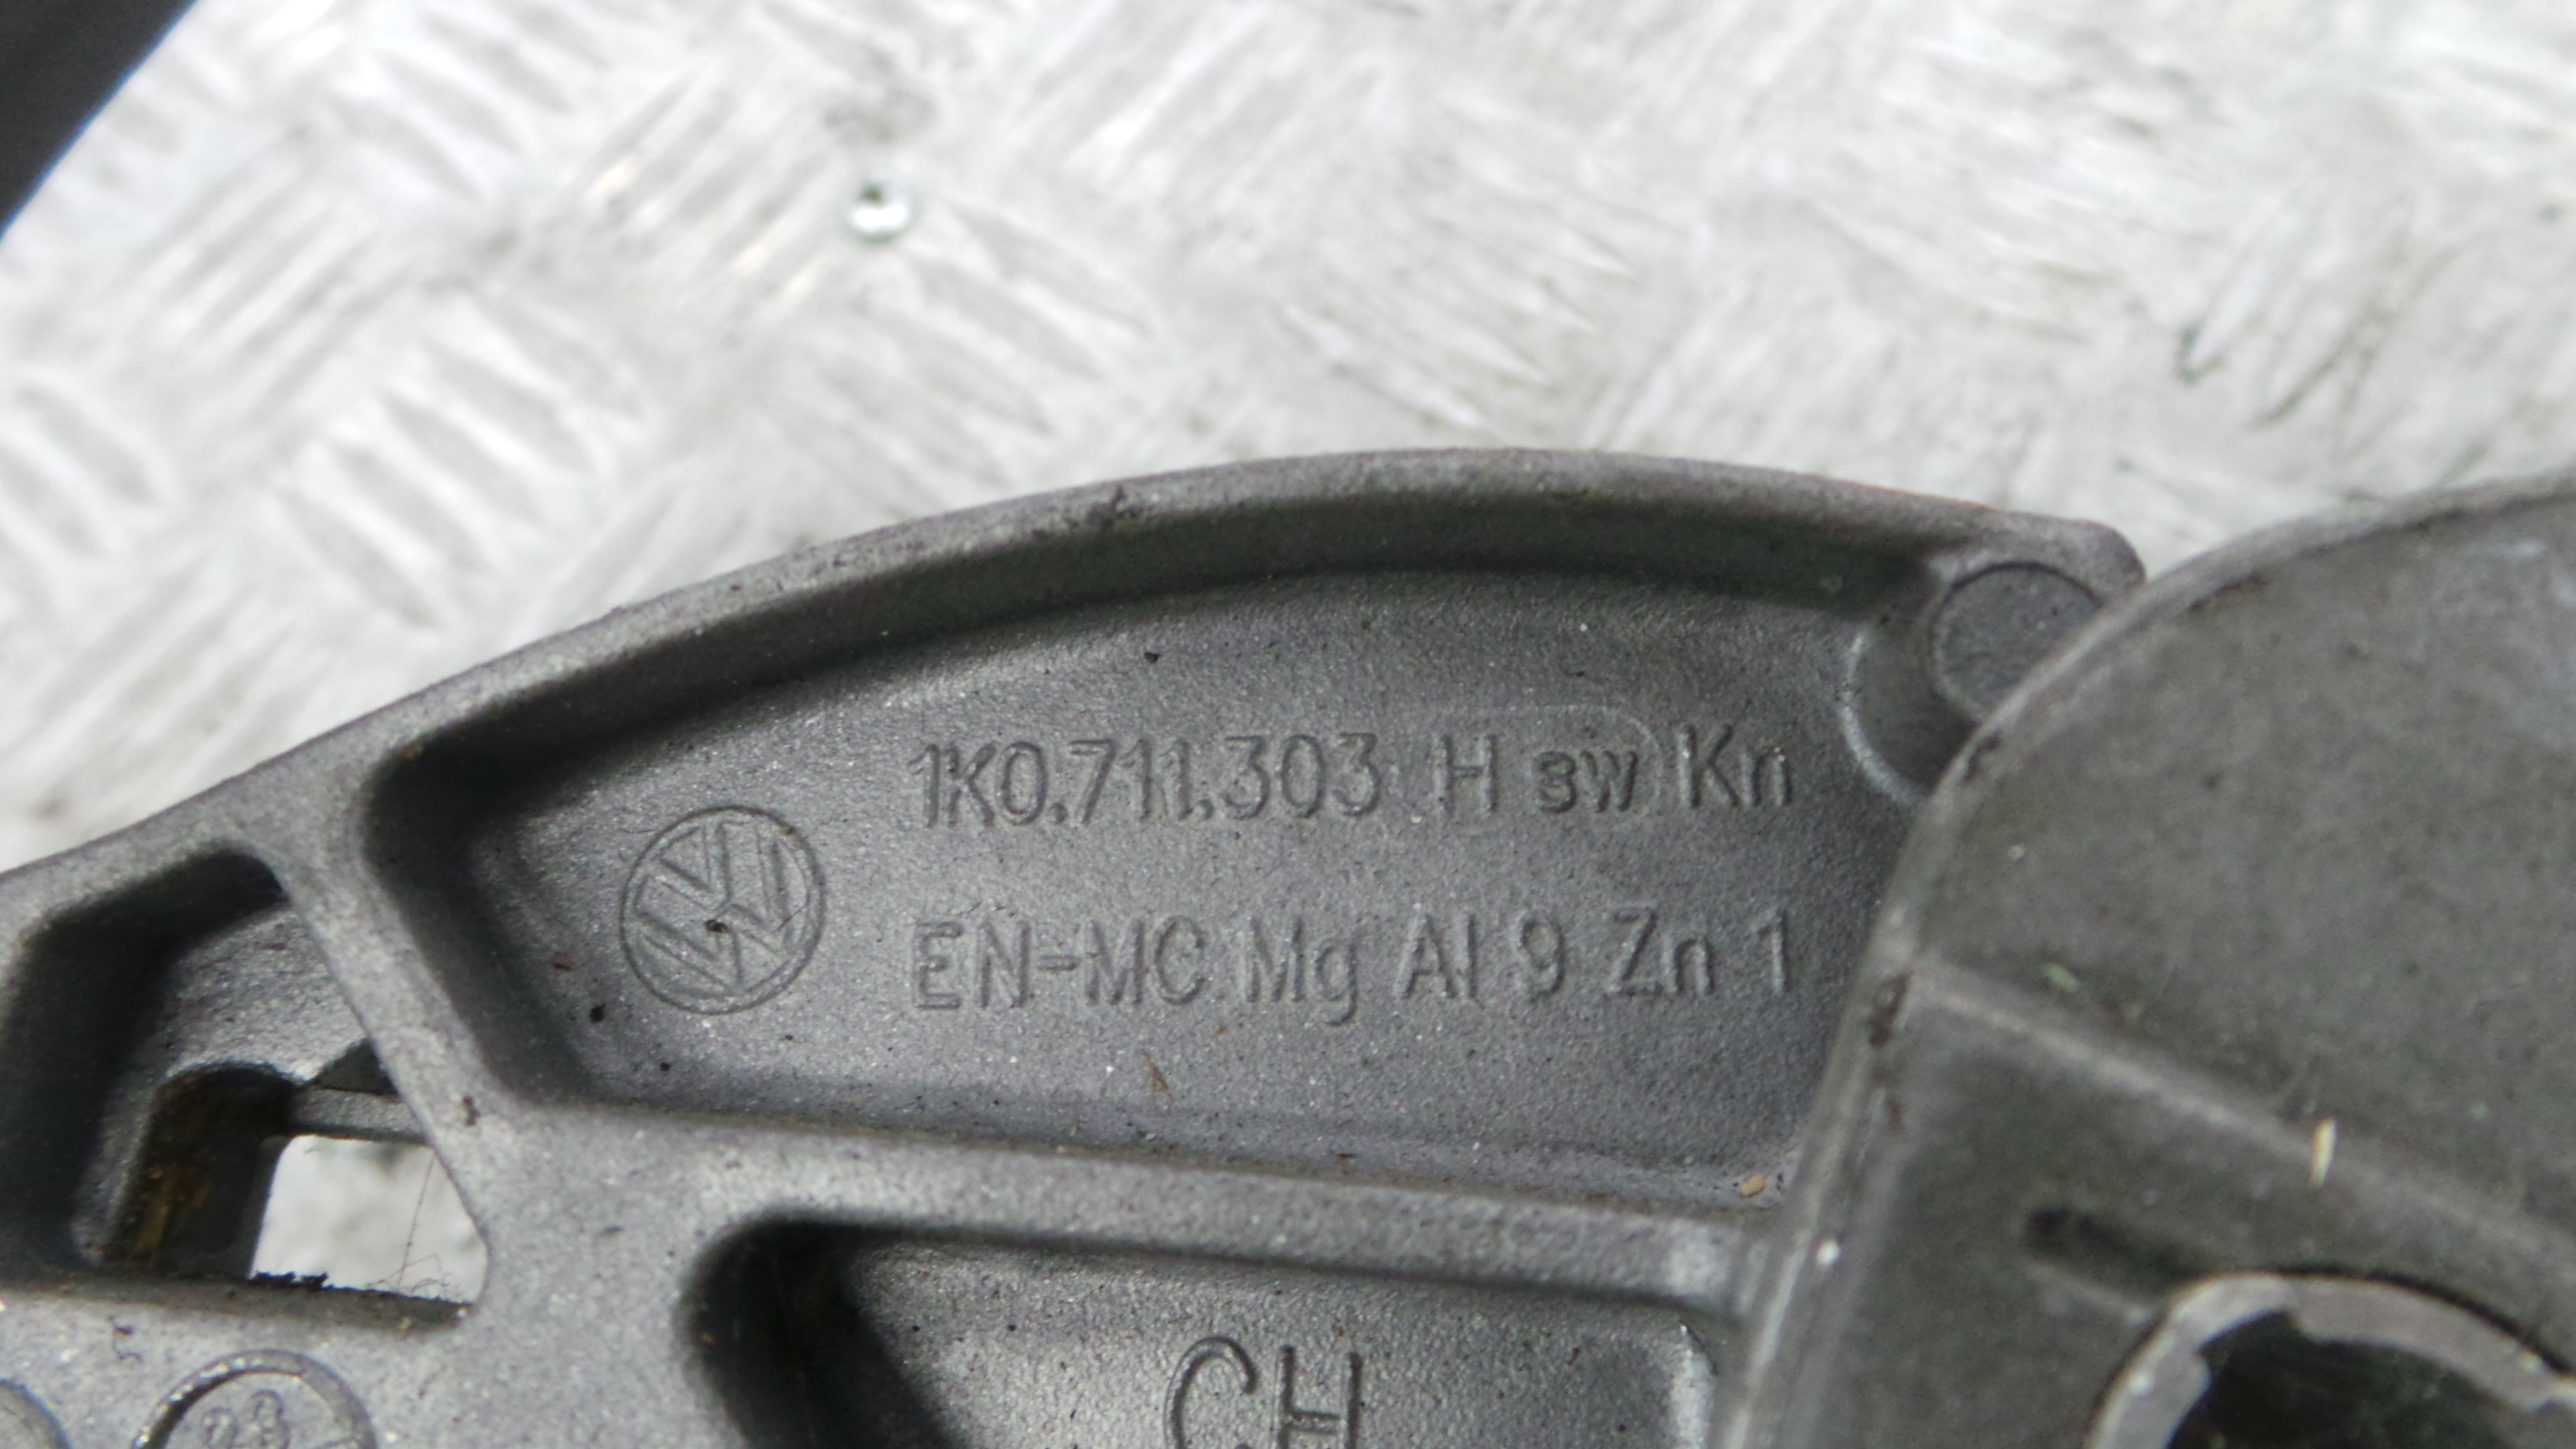 1K0.711.303 H sw Kn
EN-MC Mg Al 9 Zn 1
CH